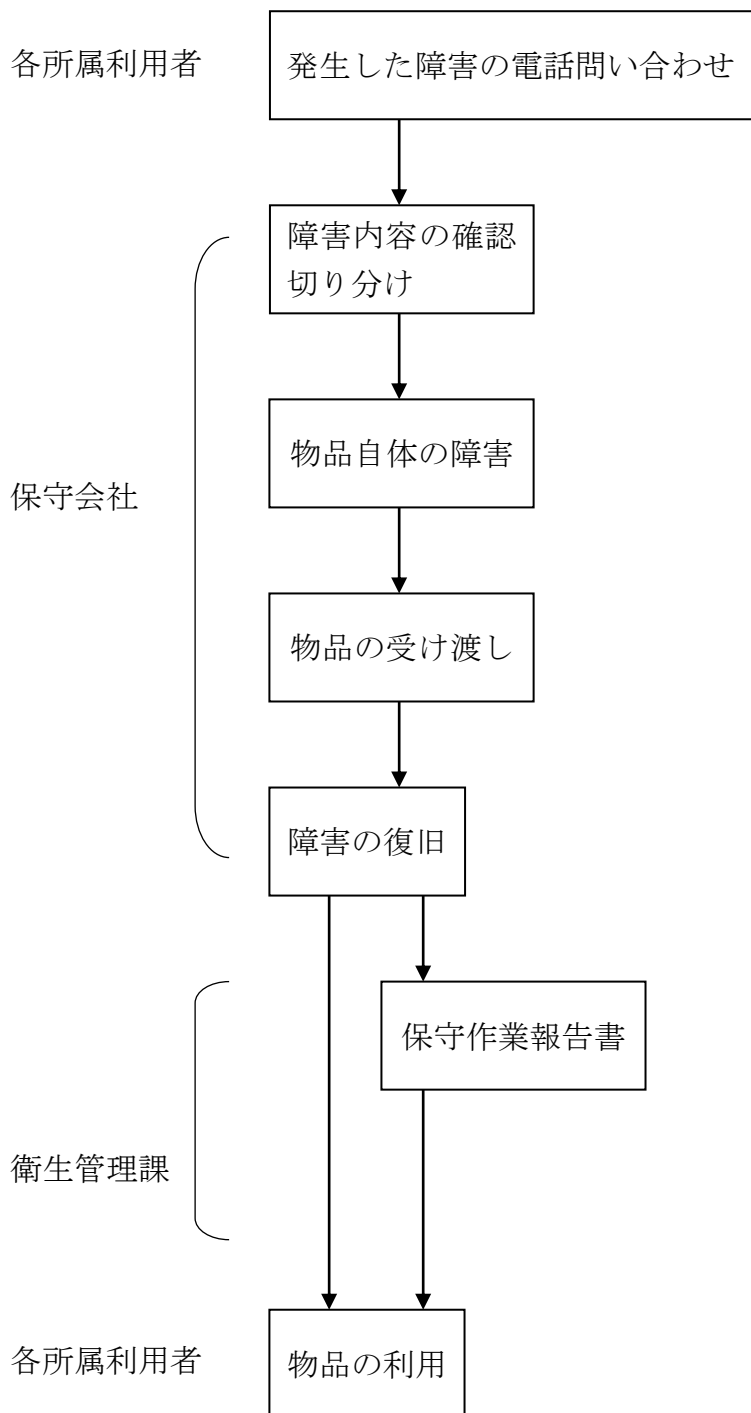 各所属利用者
発生した障害の電話問い合わせ
障害内容の確認
切り分け
物品自体の障害
保守会社
物品の受け渡し
障害の復旧
保守作業報告書
衛生管理課
各所属利用者
物品の利用